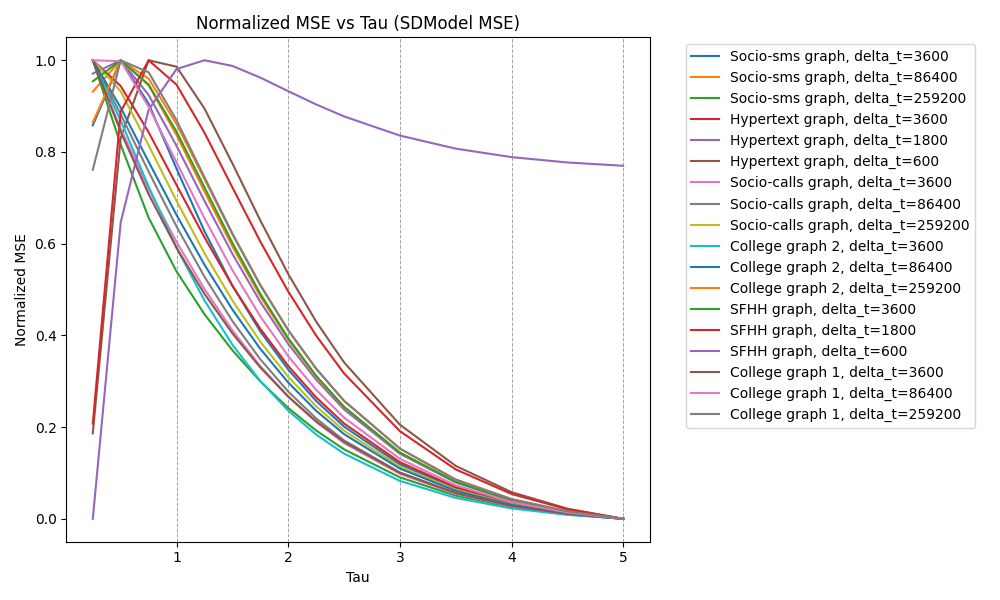 Normalized MSE vs Tau (SDModel MSE)
Normalized MSE
1.0
0.8
0.6
0.4
0.2
0.0
1
2
3
4
5
Tau
Socio-sms graph, delta_t=3600
Socio-sms graph, delta_t=86400
Socio-sms graph, delta_t=259200
Hypertext graph, delta_t=3600
Hypertext graph, delta_t=1800
Hypertext graph, delta_t=600
Socio-calls graph, delta_t=3600
Socio-calls graph, delta_t=86400
Socio-calls graph, delta_t=259200
College graph 2, delta_t=3600
College graph 2, delta_t=86400
College graph 2, delta_t=259200
SFHH graph, delta_t=3600
SFHH graph, delta_t=1800
SFHH graph, delta_t=600
College graph 1, delta_t=3600
College graph 1, delta_t=86400
College graph 1, delta_t=259200